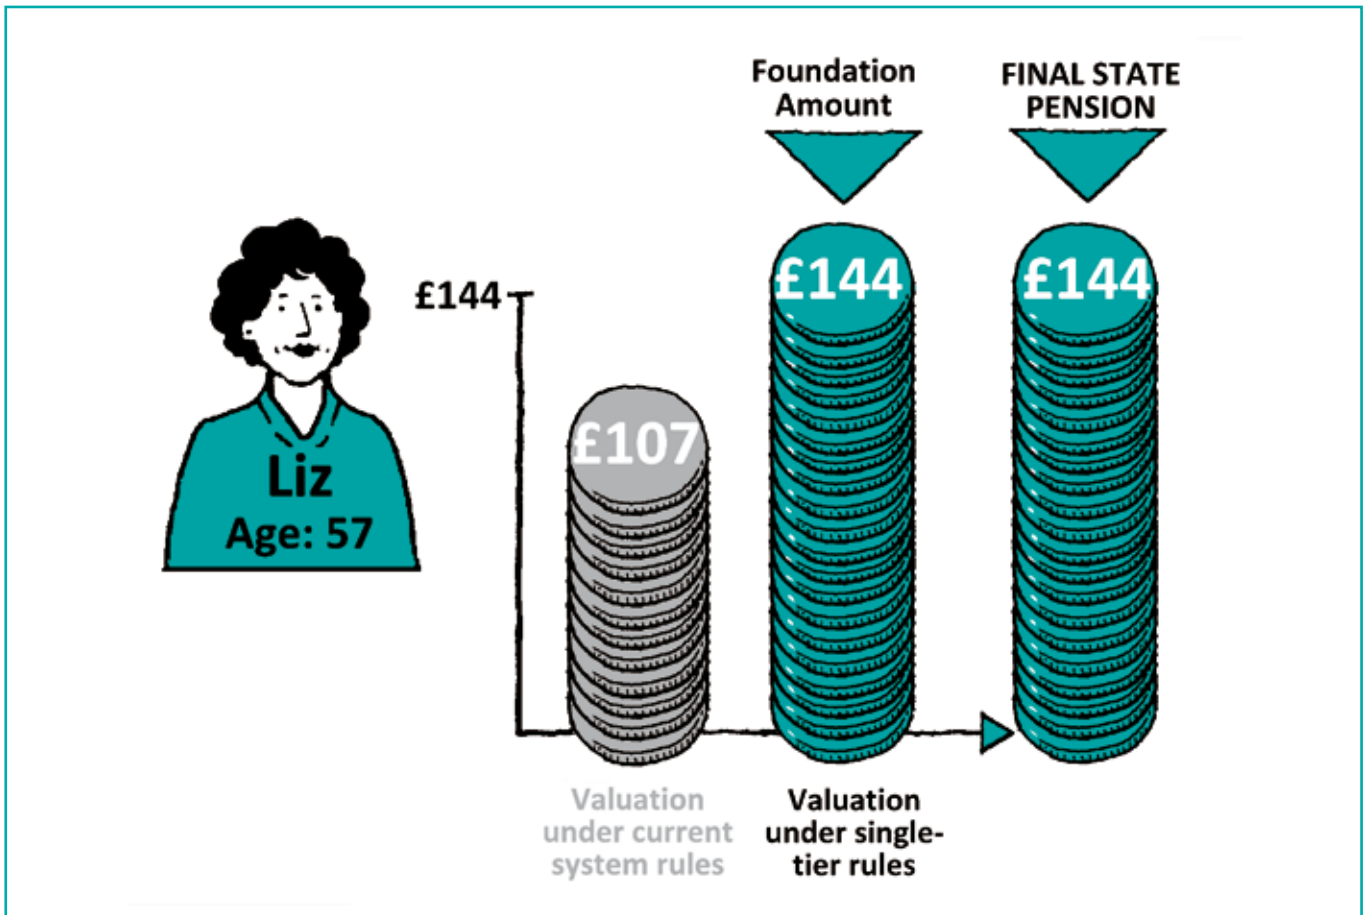 Foundation
Amount
FINAL STATE
PENSION
£144
£144
£144
£107
Liz
Age: 57
Valuation
under current
system rules
Valuation
under single-
tier rules